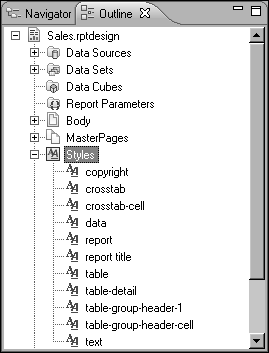 Navigator Outline
Sales.rptdesign
Data Sources
Data Sets
Data Cubes
Report Parameters
Body
MasterPages
Styles
copyright
crosstab
crosstab-cell
data
report
report title
table
table-detail
table-group-header-1
table-group-header-cell
text